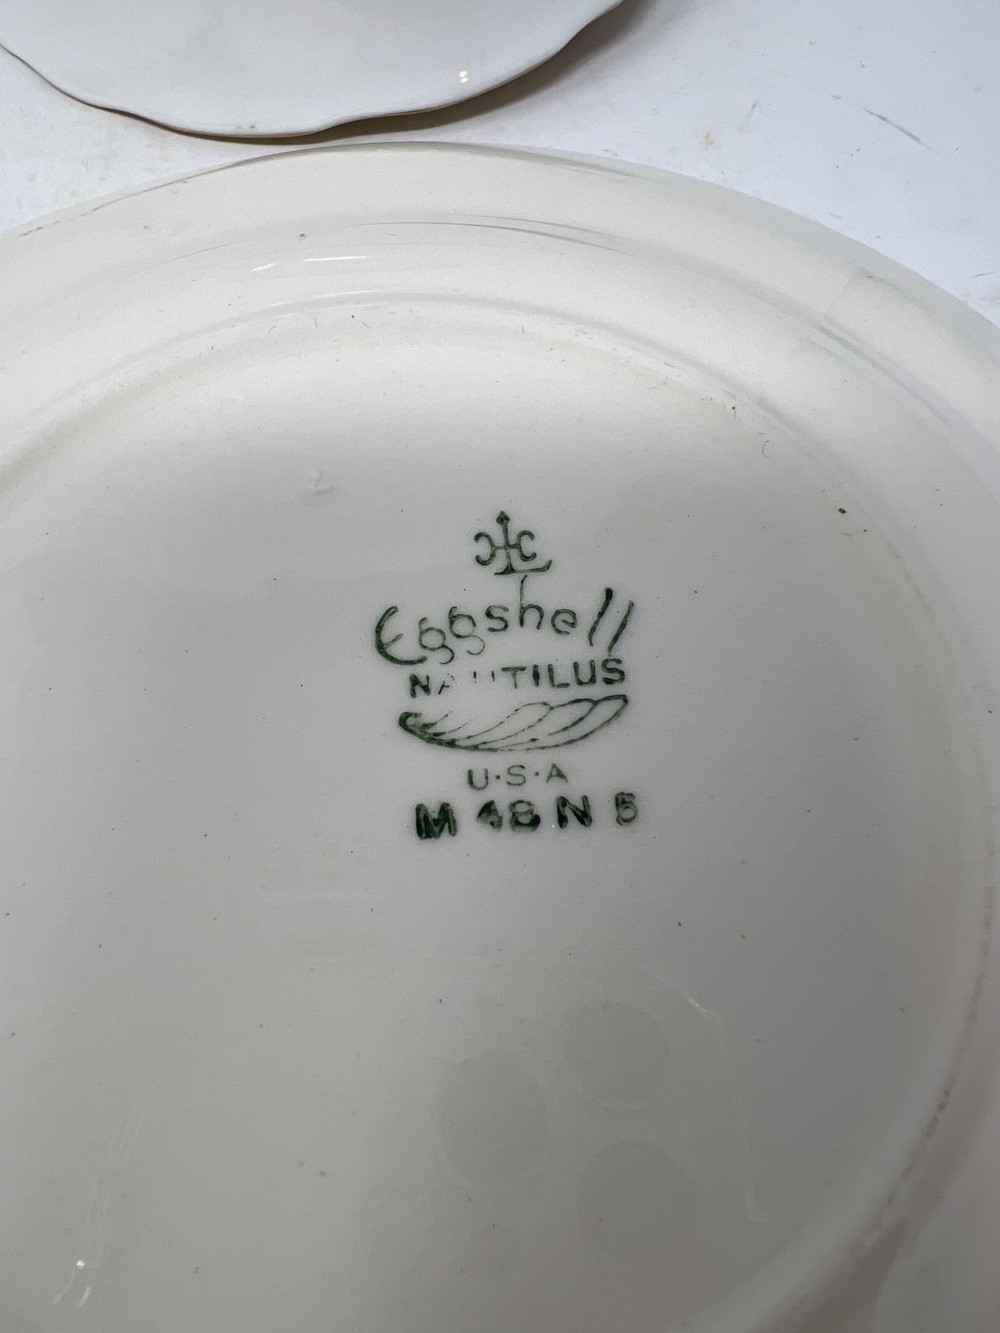 Eggshell
NAUTILUS
U·S·A
M 48 N 5